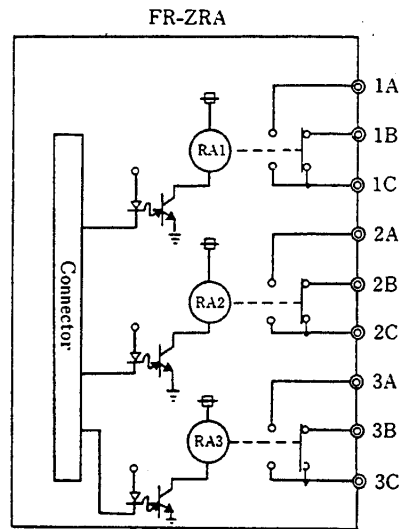 FR-ZRA
1A
RA1
1B
1C
2A
Connector
RA2
2B
2C
3A
RA3
3B
3C